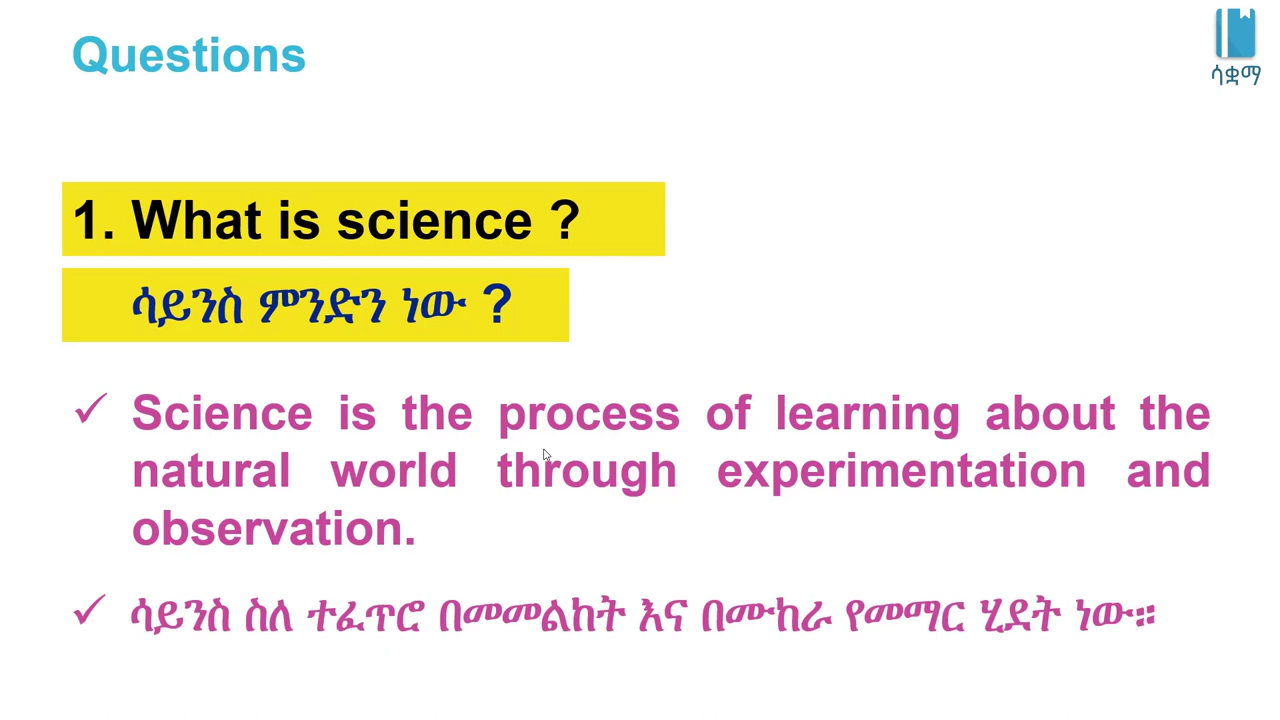 Questions
ሳቋማ
1. What is science ?
ሳይንስ ምንድን ነው ?
✓ Science is the process of learning about the
natural world through experimentation and
observation.
✓ ሳይንስ ስለ ተፈጥሮ በመመልከት እና በሙከራ የመማር ሂደት ነው።